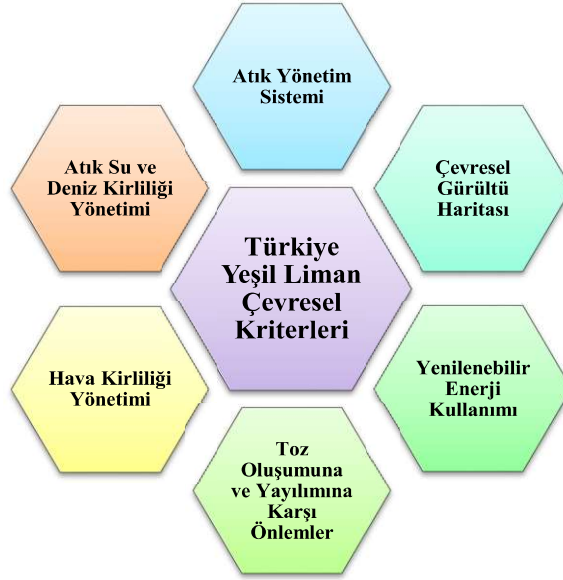 Atık Yönetim
Sistemi
Atık Su ve
Deniz Kirliliği
Yönetimi
Çevresel
Gürültü
Haritası
Türkiye
Yeşil Liman
Çevresel
Kriterleri
Hava Kirliliği
Yönetimi
Yenilenebilir
Enerji
Kullanımı
Toz
Oluşumuna
ve Yayılımına
Karşı
Önlemler